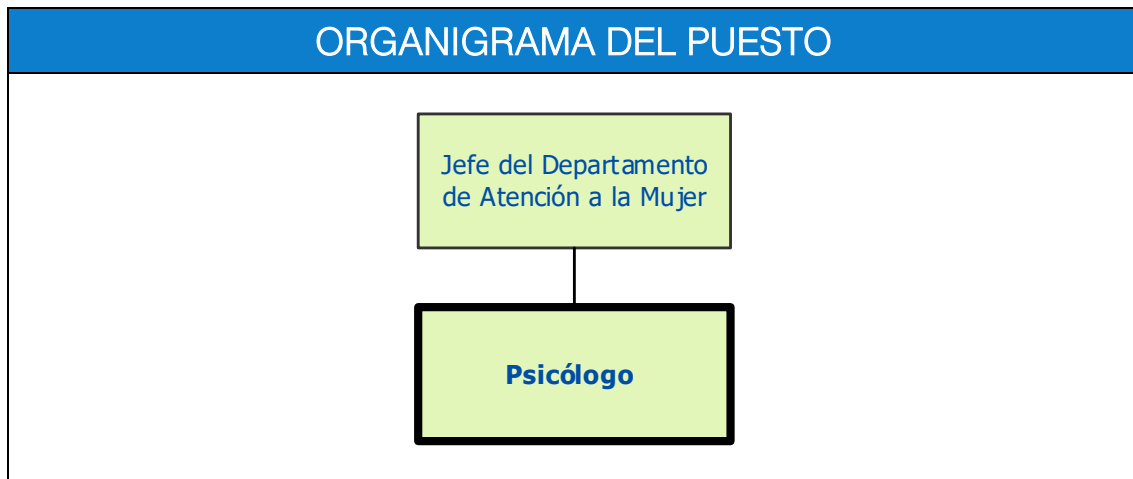 ORGANIGRAMA DEL PUESTO
Jefe del Departamento
de Atención a la Mujer
Psicólogo